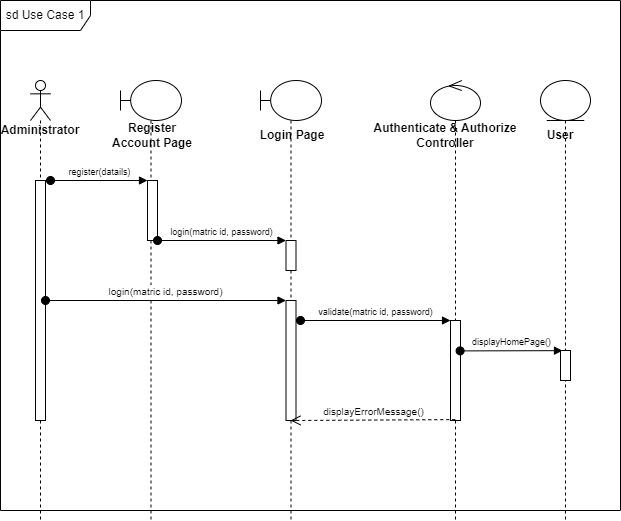 sd Use Case 1
Administrator
Register
Account Page
Login Page
Authenticate & Authorize
Controller
User
register(datails)
login(matric id, password)
login(matric id, password)
validate(matric id, password)
displayHomePage()
displayErrorMessage()